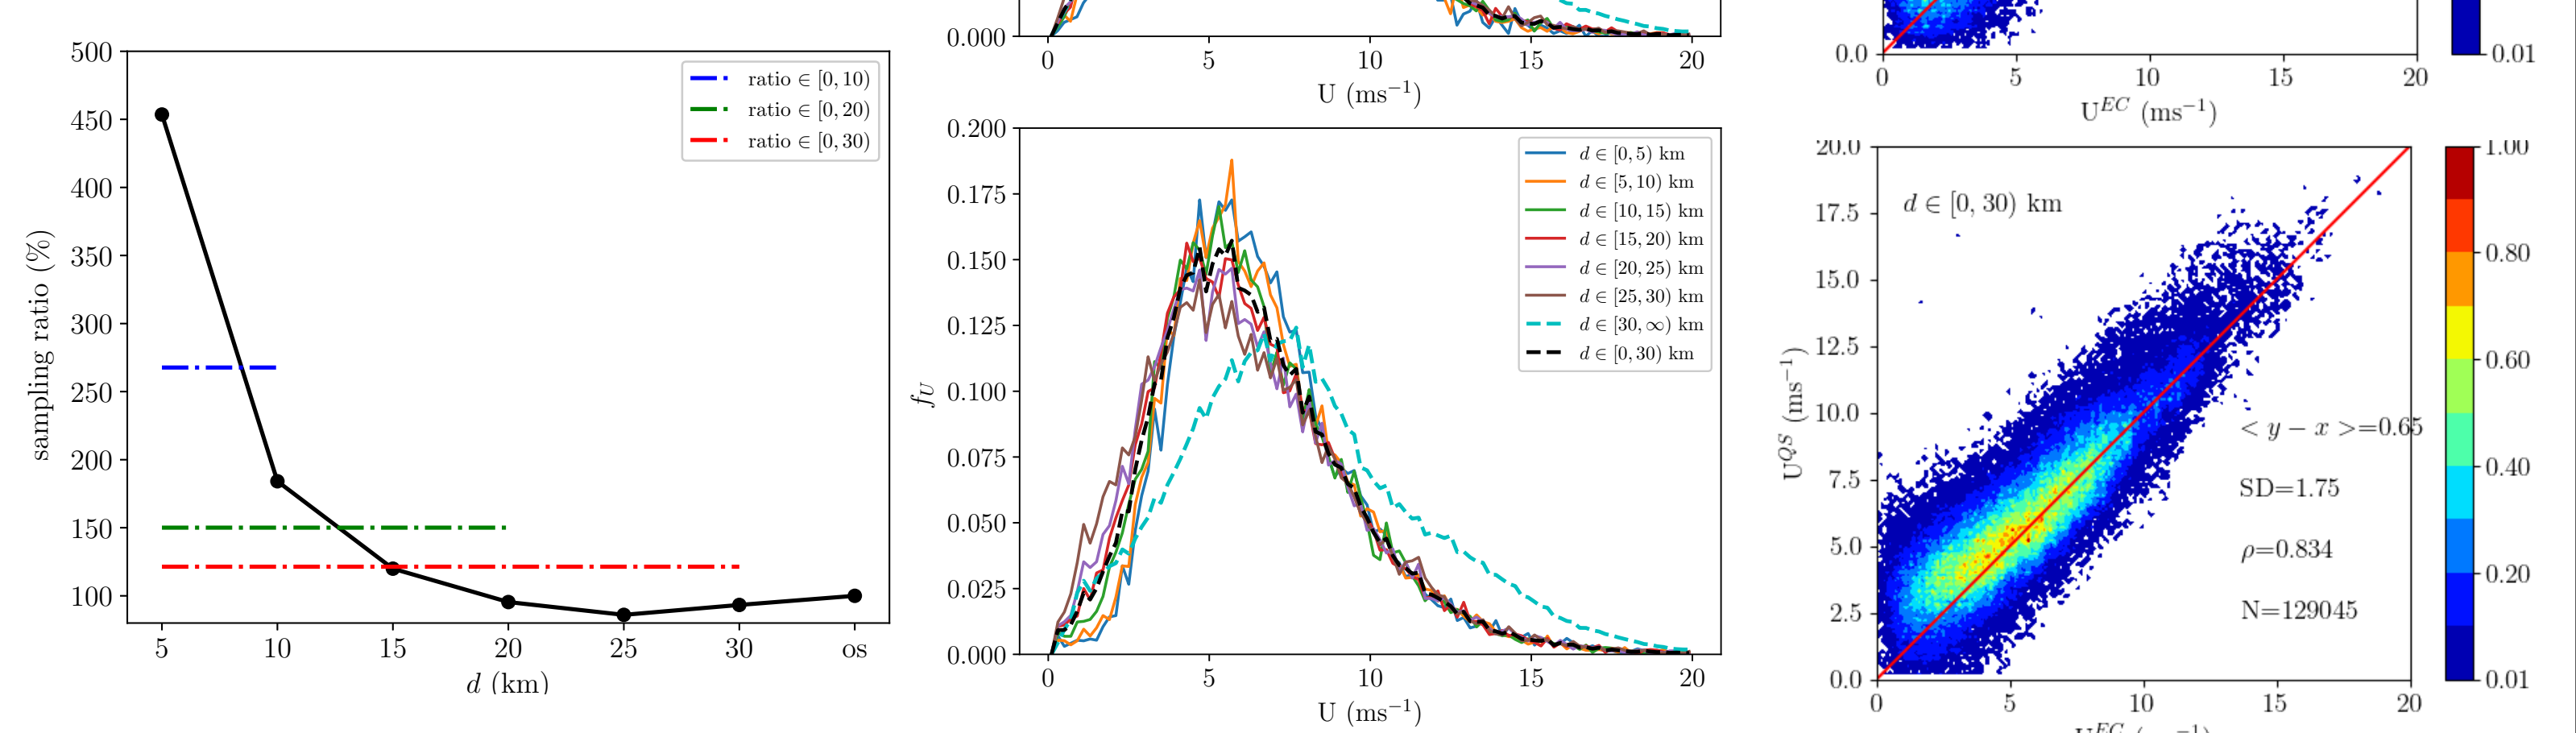 500
450
400
350
300
250
200
150
100
sampling ratio (%)
5 10 15 20 25 30 os
d (km)
ratio ∈ [0, 10)
ratio ∈ [0, 20)
ratio ∈ [0, 30)
0.000
0 5 10 15 20
U (ms⁻¹)
0.200
0.175
0.150
0.125
0.100
0.075
0.050
0.025
0.000
f_U
0 5 10 15 20
U (ms⁻¹)
d ∈ [0, 5) km
d ∈ [5, 10) km
d ∈ [10, 15) km
d ∈ [15, 20) km
d ∈ [20, 25) km
d ∈ [25, 30) km
d ∈ [30, ∞) km
d ∈ [0, 30) km
0.0
0 5 10 15 20
U^{EC} (ms⁻¹)
0.01
20.0
17.5
15.0
12.5
10.0
7.5
5.0
2.5
0.0
U^{QS} (ms⁻¹)
d ∈ [0, 30) km
< y − x >=0.65
SD=1.75
ρ=0.834
N=129045
0 5 10 15 20
1.00
0.80
0.60
0.40
0.20
0.01